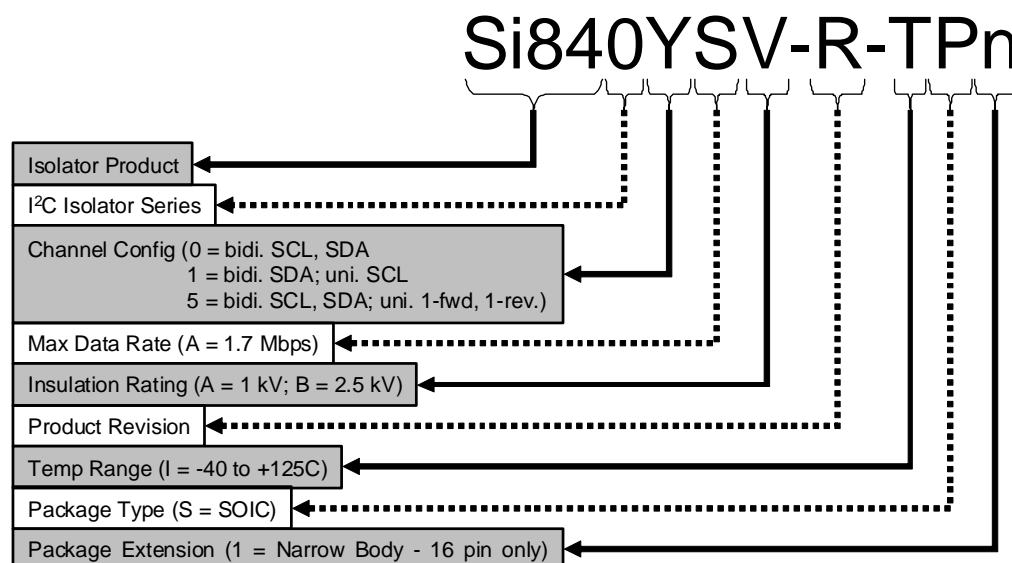 Si840YSV-R-TPn
Isolator Product
I²C Isolator Series
Channel Config (0 = bidi. SCL, SDA
1 = bidi. SDA; uni. SCL
5 = bidi. SCL, SDA; uni. 1-fwd, 1-rev.)
Max Data Rate (A = 1.7 Mbps)
Insulation Rating (A = 1 kV; B = 2.5 kV)
Product Revision
Temp Range (I = -40 to +125C)
Package Type (S = SOIC)
Package Extension (1 = Narrow Body - 16 pin only)